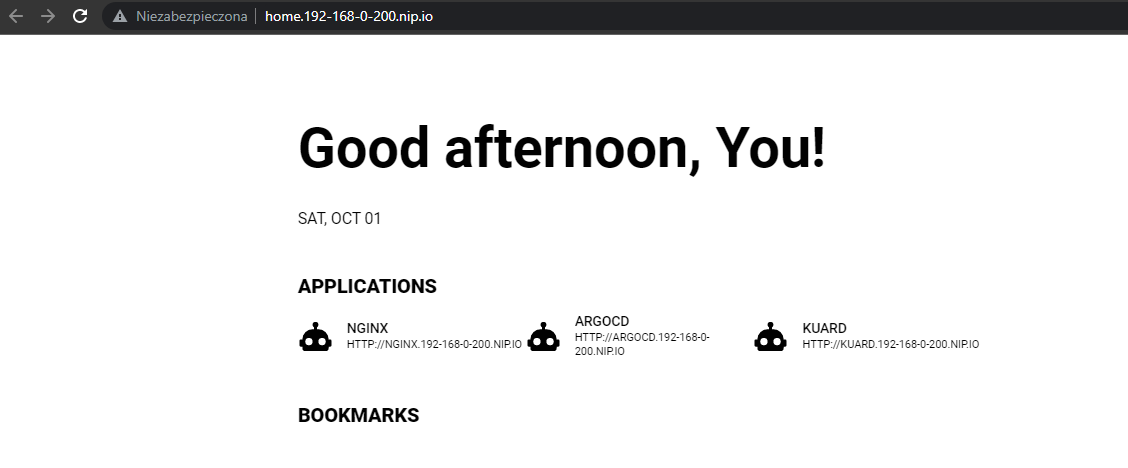 Niezabezpieczona home.192-168-0-200.nip.io
Good afternoon, You!
SAT, OCT 01
APPLICATIONS
NGINX
HTTP://NGINX.192-168-0-200.NIP.IO
ARGOCD
HTTP://ARGOCD.192-168-0-
200.NIP.IO
KUARD
HTTP://KUARD.192-168-0-200.NIP.IO
BOOKMARKS